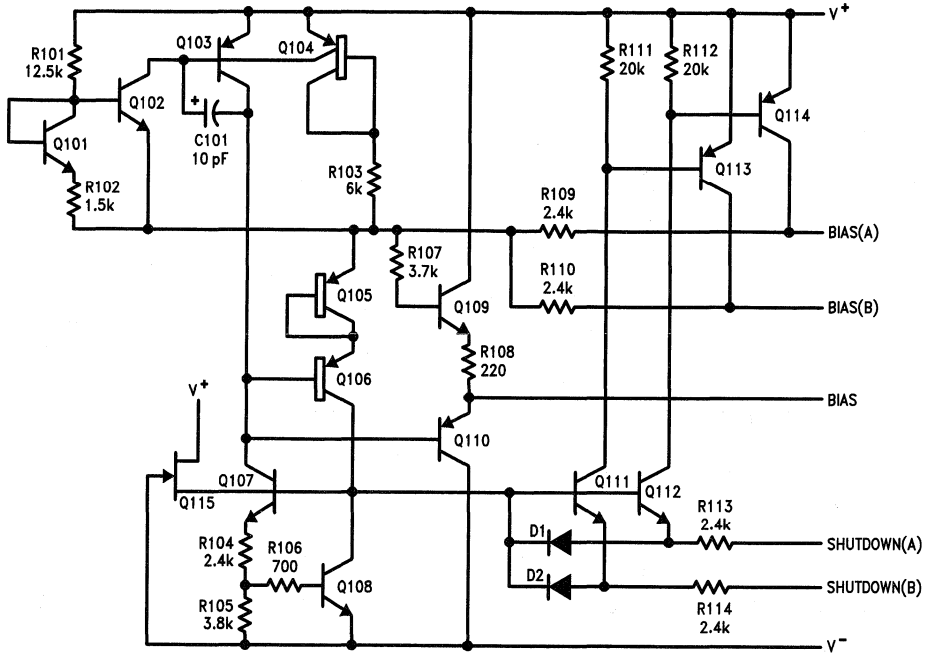 V+
Q103
Q104
R101
12.5k
R111
20k
R112
20k
Q102
+
Q114
C101
10 pF
Q101
R103
6k
Q113
R102
1.5k
R109
2.4k
BIAS(A)
R107
3.7k
R110
2.4k
Q105
Q109
BIAS(B)
R108
220
Q106
V+
BIAS
Q110
Q107
Q111
Q112
Q115
R113
2.4k
D1
R104
2.4k
R106
700
SHUTDOWN(A)
D2
Q108
SHUTDOWN(B)
R105
3.8k
R114
2.4k
V-